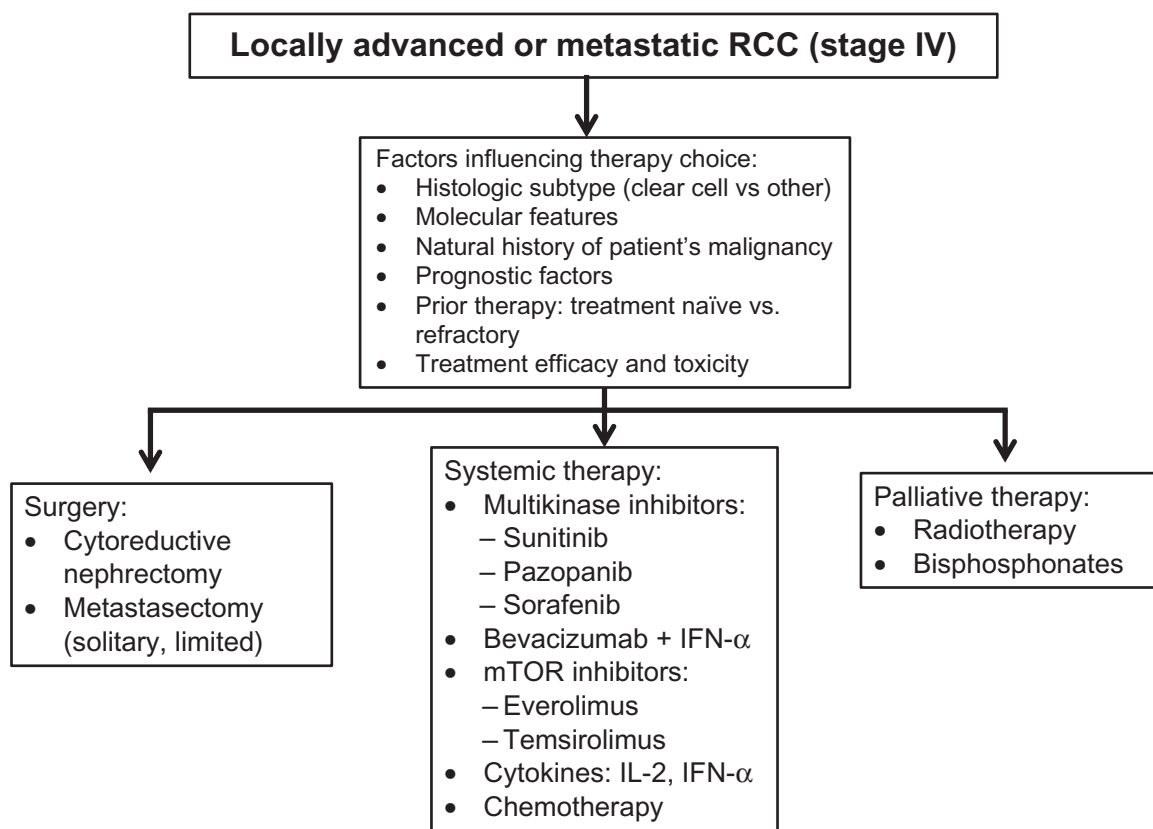 Locally advanced or metastatic RCC (stage IV)
Factors influencing therapy choice:
• Histologic subtype (clear cell vs other)
• Molecular features
• Natural history of patient’s malignancy
• Prognostic factors
• Prior therapy: treatment naïve vs.
refractory
• Treatment efficacy and toxicity
Surgery:
• Cytoreductive
nephrectomy
• Metastasectomy
(solitary, limited)
Systemic therapy:
• Multikinase inhibitors:
– Sunitinib
– Pazopanib
– Sorafenib
• Bevacizumab + IFN-α
• mTOR inhibitors:
– Everolimus
– Temsirolimus
• Cytokines: IL-2, IFN-α
• Chemotherapy
Palliative therapy:
• Radiotherapy
• Bisphosphonates